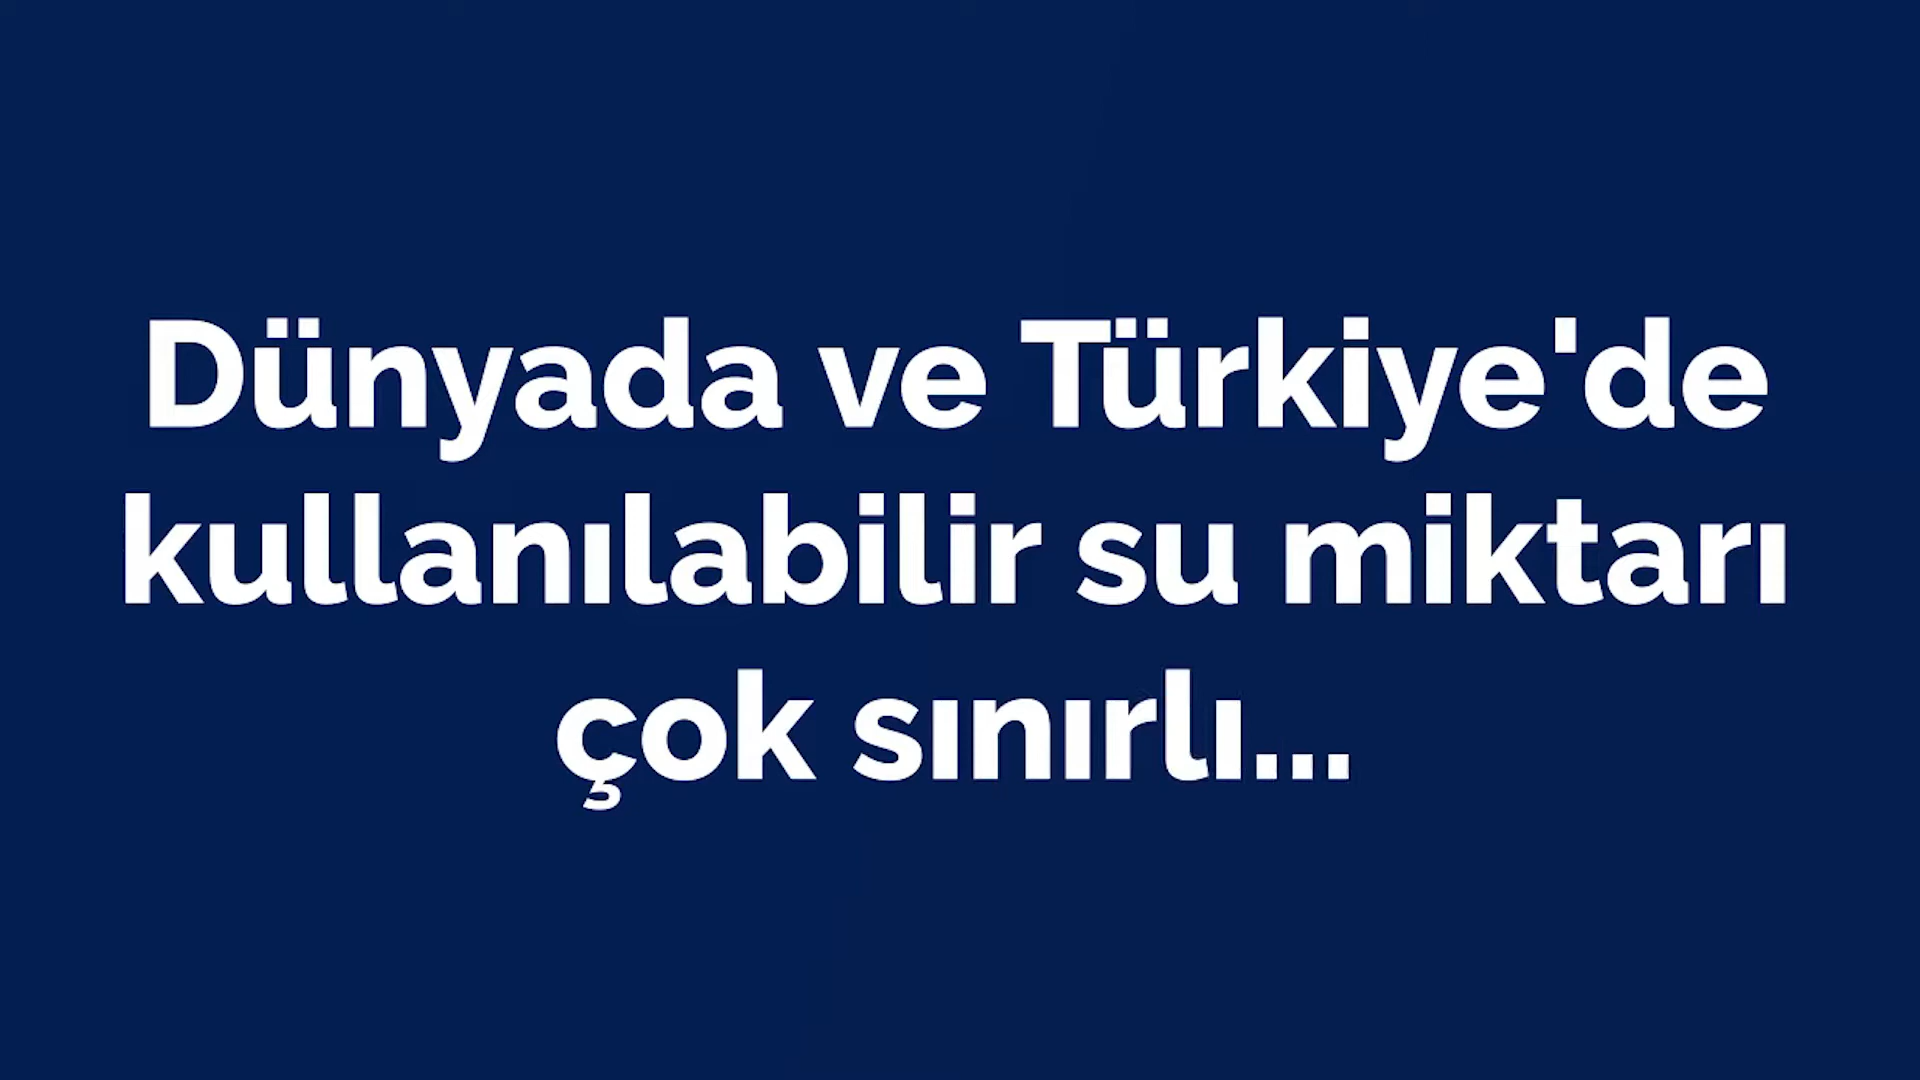 Dünyada ve Türkiye'de
kullanılabilir su miktarı
çok sınırlı...